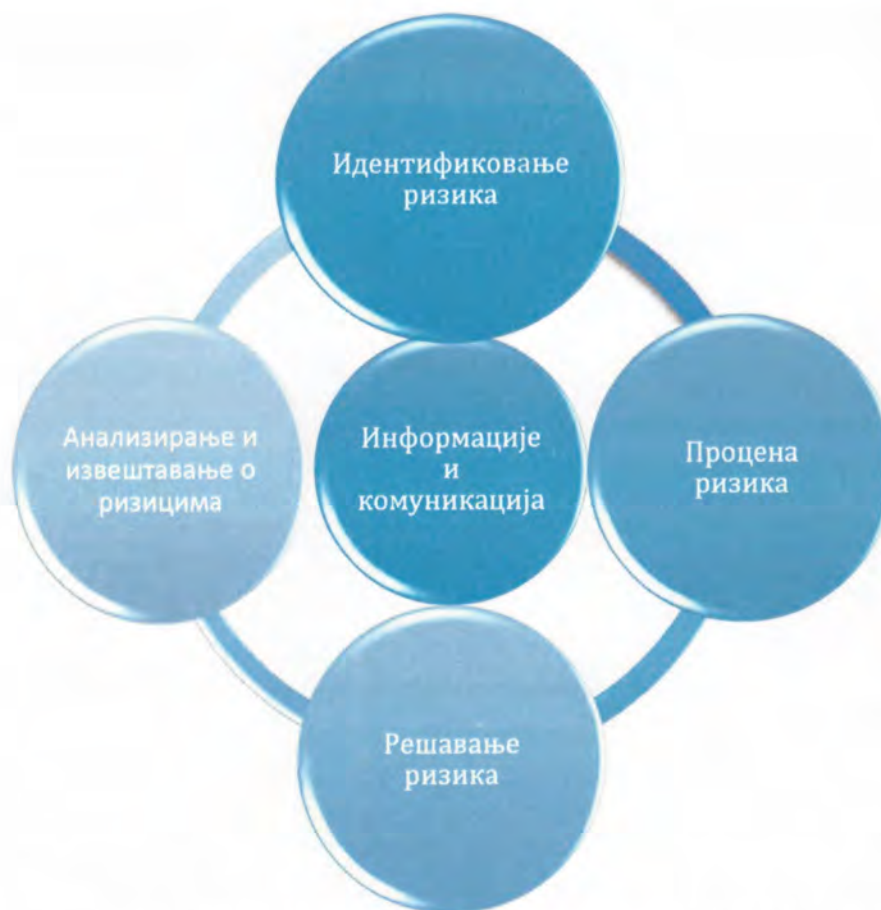 Идентификовање
ризика
Анализирање и
извештавање о
ризицима
Информације
и
комуникација
Процена
ризика
Решавање
ризика